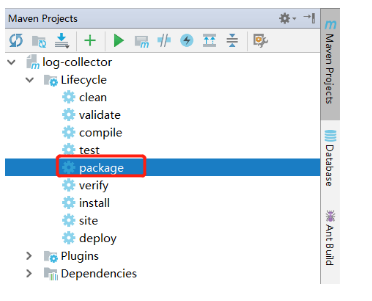 Maven Projects
log-collector
Lifecycle
clean
validate
compile
test
package
verify
install
site
deploy
Plugins
Dependencies
Maven Projects
Database
Ant Build